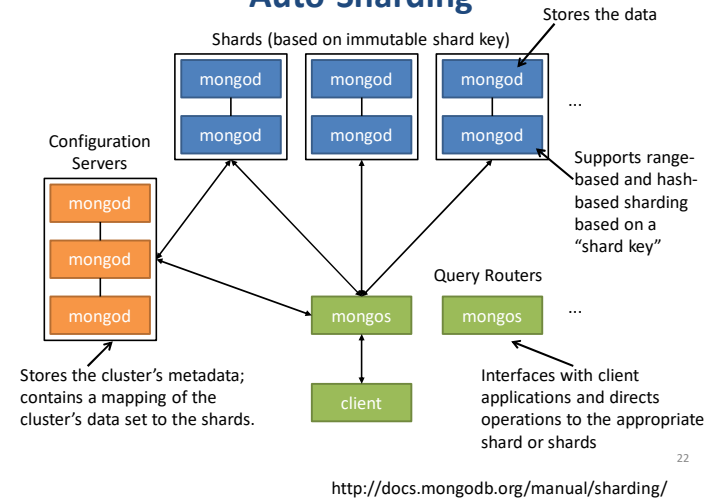 Auto-Sharding
Stores the data
Shards (based on immutable shard key)
mongod
mongod
mongod
...
mongod
mongod
mongod
Configuration
Servers
mongod
mongod
mongod
Supports range-
based and hash-
based sharding
based on a
“shard key”
Query Routers
mongos
mongos
...
Stores the cluster’s metadata;
contains a mapping of the
cluster’s data set to the shards.
client
Interfaces with client
applications and directs
operations to the appropriate
shard or shards
22
http://docs.mongodb.org/manual/sharding/